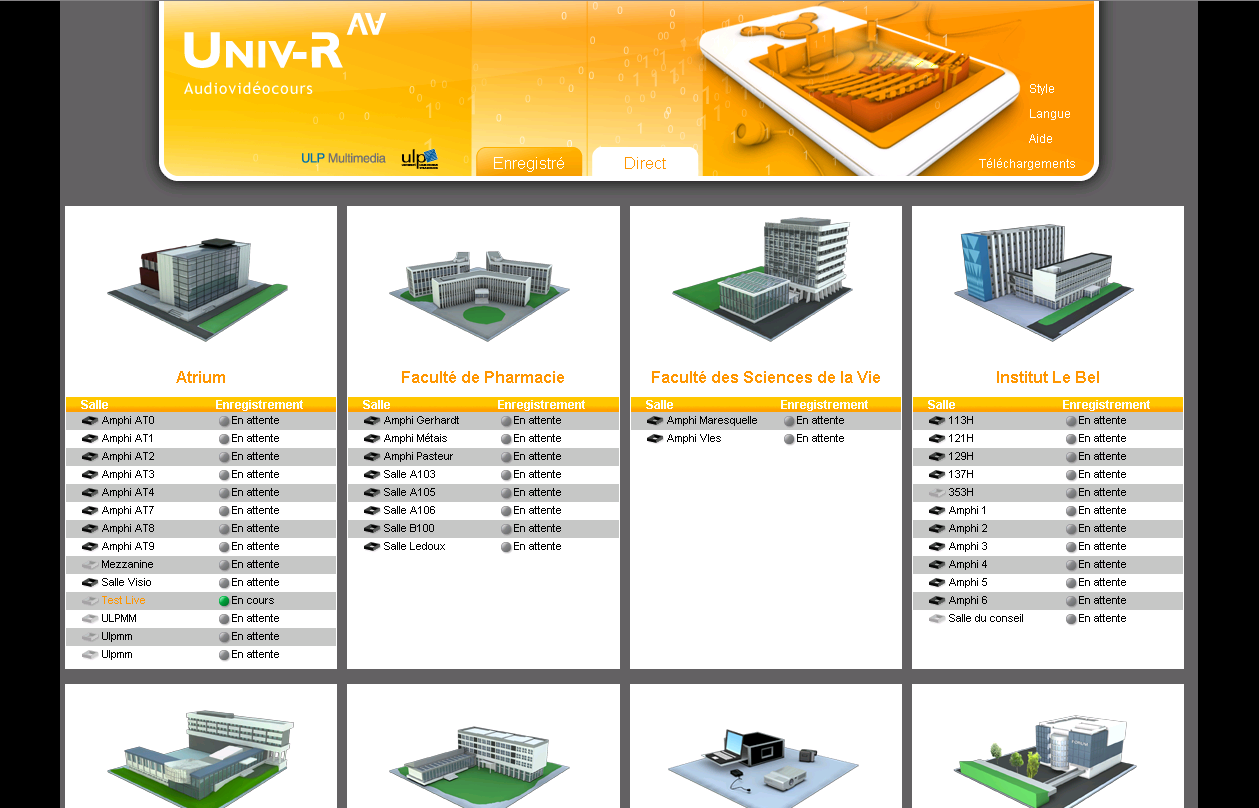 UNIV-R AV
Audiovidéocours
Style
Langue
Aide
Téléchargements
ULP Multimedia
ulp
Enregistré
Direct
Atrium
Salle Enregistrement
Amphi AT0 En attente
Amphi AT1 En attente
Amphi AT2 En attente
Amphi AT3 En attente
Amphi AT4 En attente
Amphi AT7 En attente
Amphi AT8 En attente
Amphi AT9 En attente
Mezzanine En attente
Salle Visio En attente
Test Live En cours
ULPMM En attente
Ulpmm En attente
Ulpmm En attente
Faculté de Pharmacie
Salle Enregistrement
Amphi Gerhardt En attente
Amphi Métais En attente
Amphi Pasteur En attente
Salle A103 En attente
Salle A105 En attente
Salle A106 En attente
Salle B100 En attente
Salle Ledoux En attente
Faculté des Sciences de la Vie
Salle Enregistrement
Amphi Maresquelle En attente
Amphi Vles En attente
Institut Le Bel
Salle Enregistrement
113H En attente
121H En attente
129H En attente
137H En attente
353H En attente
Amphi 1 En attente
Amphi 2 En attente
Amphi 3 En attente
Amphi 4 En attente
Amphi 5 En attente
Amphi 6 En attente
Salle du conseil En attente
FORUM